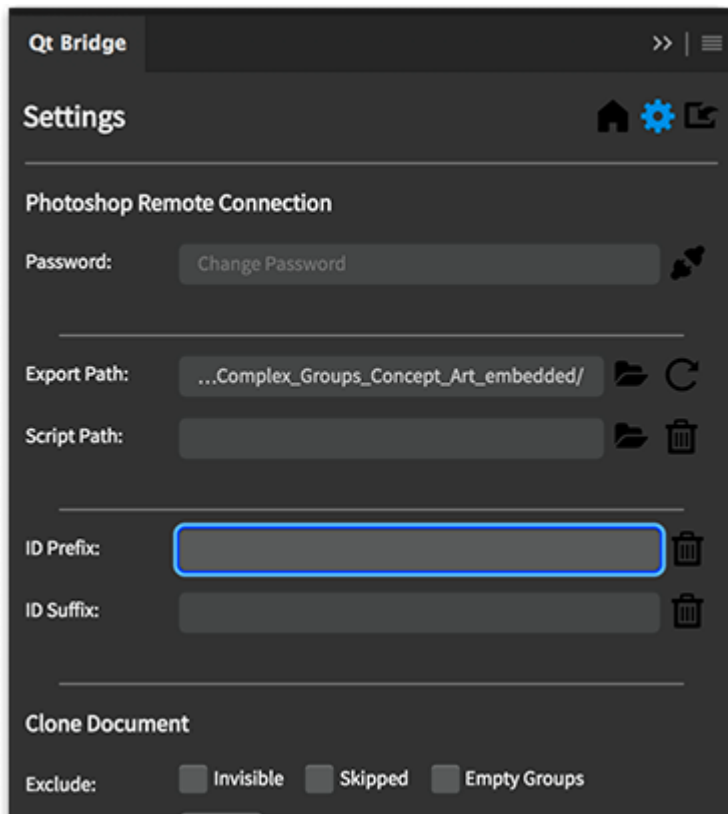 Qt Bridge
Settings
Photoshop Remote Connection
Password: Change Password
Export Path: ...Complex_Groups_Concept_Art_embedded/
Script Path:
ID Prefix:
ID Suffix:
Clone Document
Exclude: Invisible Skipped Empty Groups